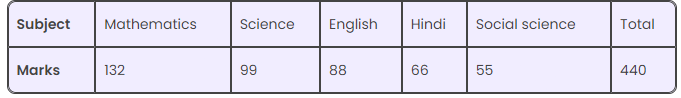 Subject Mathematics Science English Hindi Social science Total
Marks 132 99 88 66 55 440